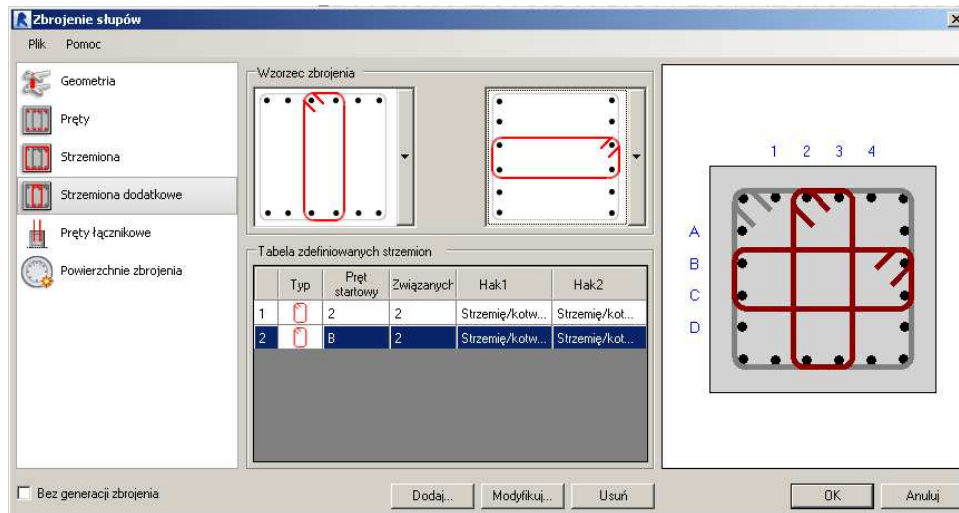 Zbrojenie słupów
Plik Pomoc
Geometria
Pręty
Strzemiona
Strzemiona dodatkowe
Pręty łącznikowe
Powierzchnie zbrojenia
Wzorzec zbrojenia
Tabela zdefiniowanych strzemion
Typ Pręt startowy Związanych Hak1 Hak2
1 2 2 Strzemię/kotw... Strzemię/kot...
2 B 2 Strzemię/kotw... Strzemię/kot...
1 2 3 4
A
B
C
D
Bez generacji zbrojenia
Dodaj... Modyfikuj... Usuń OK Anuluj